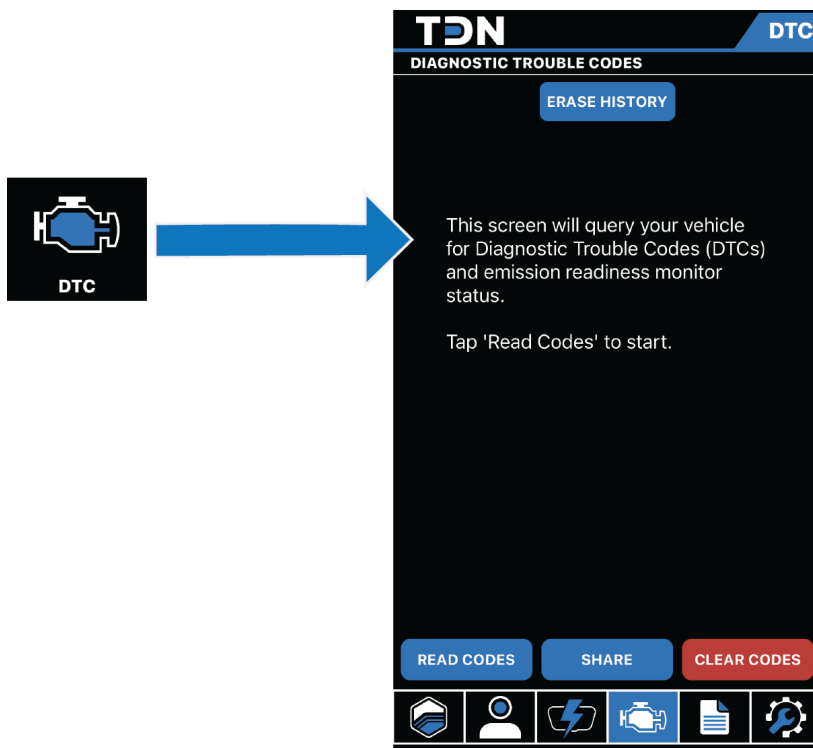 TDN
DTC
DIAGNOSTIC TROUBLE CODES
ERASE HISTORY
DTC
This screen will query your vehicle
for Diagnostic Trouble Codes (DTCs)
and emission readiness monitor
status.
Tap 'Read Codes' to start.
READ CODES
SHARE
CLEAR CODES